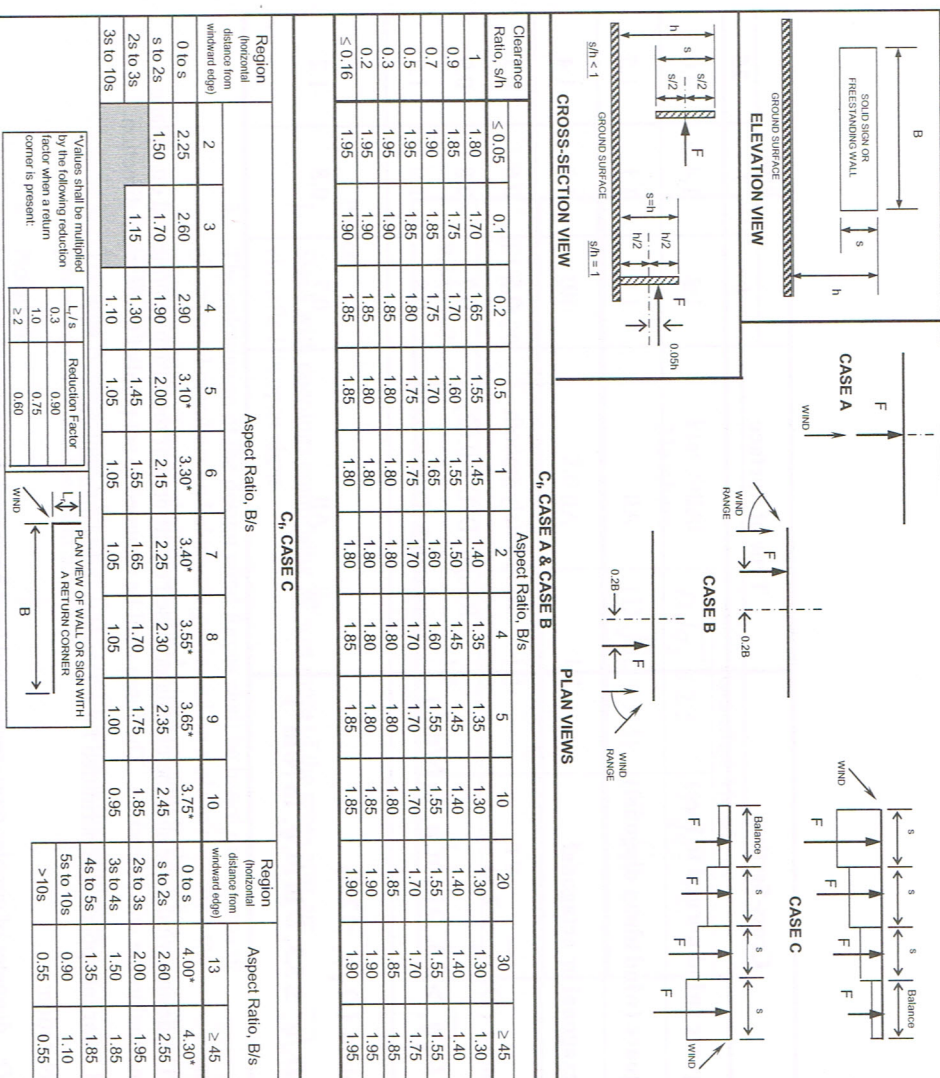 B
SOLID SIGN OR
FREESTANDING WALL
s
h
GROUND SURFACE
ELEVATION VIEW
h
s
s/2
s/2
F
s/h < 1
GROUND SURFACE
s=h
h/2
h/2
F
0.05h
s/h = 1
CROSS-SECTION VIEW
CASE A
F
WIND
WIND
RANGE
F
0.2B
CASE B
0.2B
F
WIND
RANGE
PLAN VIEWS
CASE C
s
s
s
Balance
WIND
F
F
F
F
Balance
s
s
s
F
F
F
F
WIND
Cf, CASE A & CASE B
Clearance
Ratio, s/h
Aspect Ratio, B/s
≤ 0.05 0.1 0.2 0.5 1 2 4 5 10 20 30 ≥ 45
1 1.80 1.70 1.65 1.55 1.45 1.40 1.35 1.35 1.30 1.30 1.30 1.30
0.9 1.85 1.75 1.70 1.60 1.55 1.50 1.45 1.45 1.40 1.40 1.40 1.40
0.7 1.90 1.85 1.75 1.70 1.65 1.60 1.60 1.55 1.55 1.55 1.55 1.55
0.5 1.95 1.85 1.80 1.75 1.75 1.70 1.70 1.70 1.70 1.70 1.70 1.75
0.3 1.95 1.90 1.85 1.80 1.80 1.80 1.80 1.80 1.80 1.85 1.85 1.85
0.2 1.95 1.90 1.85 1.80 1.80 1.80 1.80 1.80 1.85 1.90 1.90 1.95
≤ 0.16 1.95 1.90 1.85 1.85 1.80 1.80 1.85 1.85 1.85 1.90 1.90 1.95
Cf, CASE C
Region
(horizontal
distance from
windward edge)
Aspect Ratio, B/s
2 3 4 5 6 7 8 9 10
0 to s 2.25 2.60 2.90 3.10* 3.30* 3.40* 3.55* 3.65* 3.75*
s to 2s 1.50 1.70 1.90 2.00 2.15 2.25 2.30 2.35 2.45
2s to 3s 1.15 1.30 1.45 1.55 1.65 1.70 1.75 1.85
3s to 10s 1.10 1.05 1.05 1.05 1.05 1.00 0.95
Region
(horizontal
distance from
windward edge)
Aspect Ratio, B/s
13 ≥ 45
0 to s 4.00* 4.30*
s to 2s 2.60 2.55
2s to 3s 2.00 1.95
3s to 4s 1.50 1.85
4s to 5s 1.35 1.85
5s to 10s 0.90 1.10
>10s 0.55 0.55
*Values shall be multiplied
by the following reduction
factor when a return
corner is present:
Lr/s Reduction Factor
0.3 0.90
1.0 0.75
≥ 2 0.60
PLAN VIEW OF WALL OR SIGN WITH
A RETURN CORNER
Lr
WIND
B